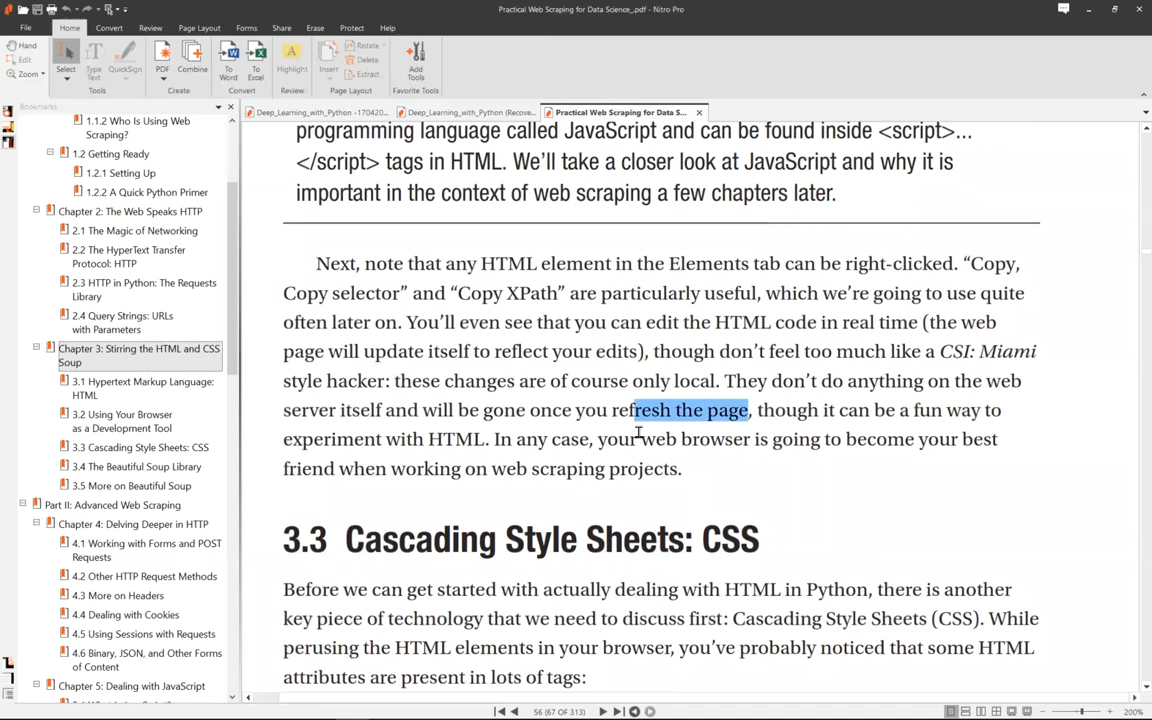 Practical Web Scraping for Data Science_.pdf - Nitro Pro
File Home Convert Review Page Layout Forms Share Erase Protect Help
Hand
Edit
Zoom
Select
Type Text
QuickSign
PDF
Combine
To Word
To Excel
Highlight
Insert
Rotate
Delete
Extract
Add Tools
Tools Create Convert Review Page Layout Favorite Tools
Bookmarks
Deep_Learning_with_Python -170420...
Deep_Learning_with_Python (Recove...
Practical Web Scraping for Data S...
1.1.2 Who Is Using Web
Scraping?
1.2 Getting Ready
1.2.1 Setting Up
1.2.2 A Quick Python Primer
Chapter 2: The Web Speaks HTTP
2.1 The Magic of Networking
2.2 The HyperText Transfer
Protocol: HTTP
2.3 HTTP in Python: The Requests
Library
2.4 Query Strings: URLs
with Parameters
Chapter 3: Stirring the HTML and CSS
Soup
3.1 Hypertext Markup Language:
HTML
3.2 Using Your Browser
as a Development Tool
3.3 Cascading Style Sheets: CSS
3.4 The Beautiful Soup Library
3.5 More on Beautiful Soup
Part II: Advanced Web Scraping
Chapter 4: Delving Deeper in HTTP
4.1 Working with Forms and POST
Requests
4.2 Other HTTP Request Methods
4.3 More on Headers
4.4 Dealing with Cookies
4.5 Using Sessions with Requests
4.6 Binary, JSON, and Other Forms
of Content
Chapter 5: Dealing with JavaScript
programming language called JavaScript and can be found inside <script>...
</script> tags in HTML. We’ll take a closer look at JavaScript and why it is
important in the context of web scraping a few chapters later.
Next, note that any HTML element in the Elements tab can be right-clicked. “Copy,
Copy selector” and “Copy XPath” are particularly useful, which we’re going to use quite
often later on. You’ll even see that you can edit the HTML code in real time (the web
page will update itself to reflect your edits), though don’t feel too much like a CSI: Miami
style hacker: these changes are of course only local. They don’t do anything on the web
server itself and will be gone once you refresh the page, though it can be a fun way to
experiment with HTML. In any case, your web browser is going to become your best
friend when working on web scraping projects.
3.3 Cascading Style Sheets: CSS
Before we can get started with actually dealing with HTML in Python, there is another
key piece of technology that we need to discuss first: Cascading Style Sheets (CSS). While
perusing the HTML elements in your browser, you’ve probably noticed that some HTML
attributes are present in lots of tags:
56 (67 OF 313)
200%